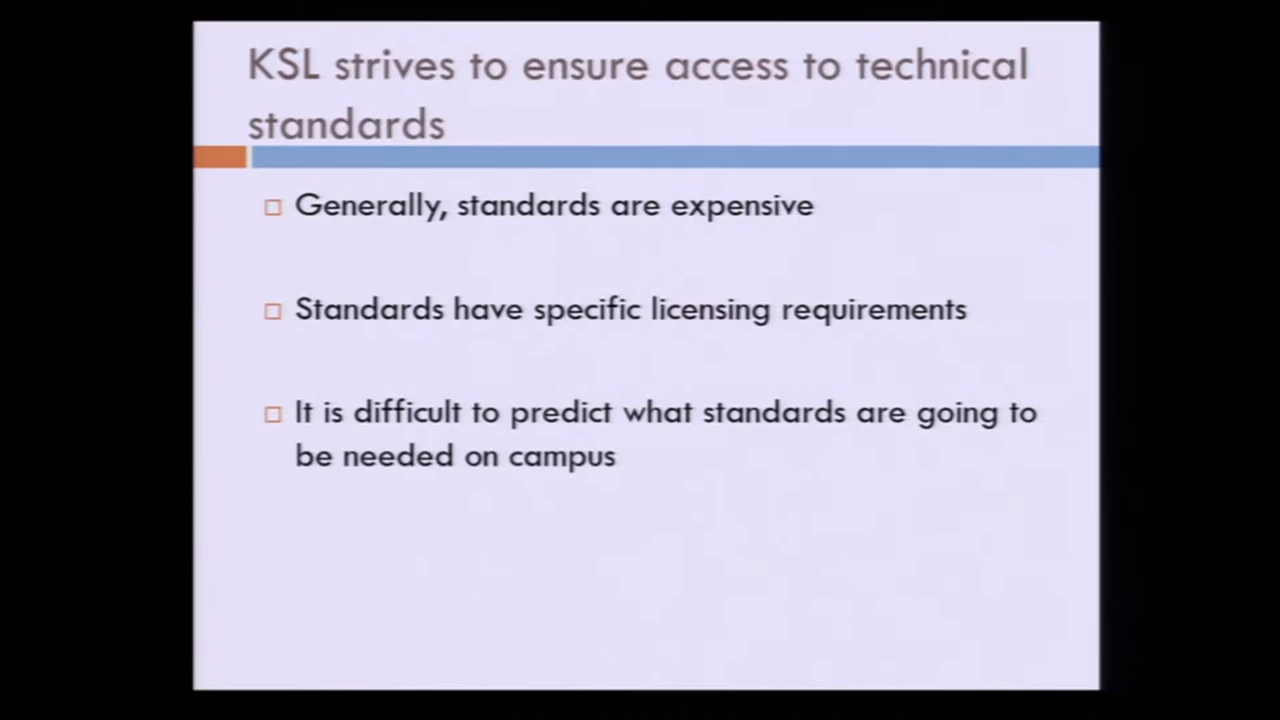 KSL strives to ensure access to technical
standards
Generally, standards are expensive
Standards have specific licensing requirements
It is difficult to predict what standards are going to
be needed on campus